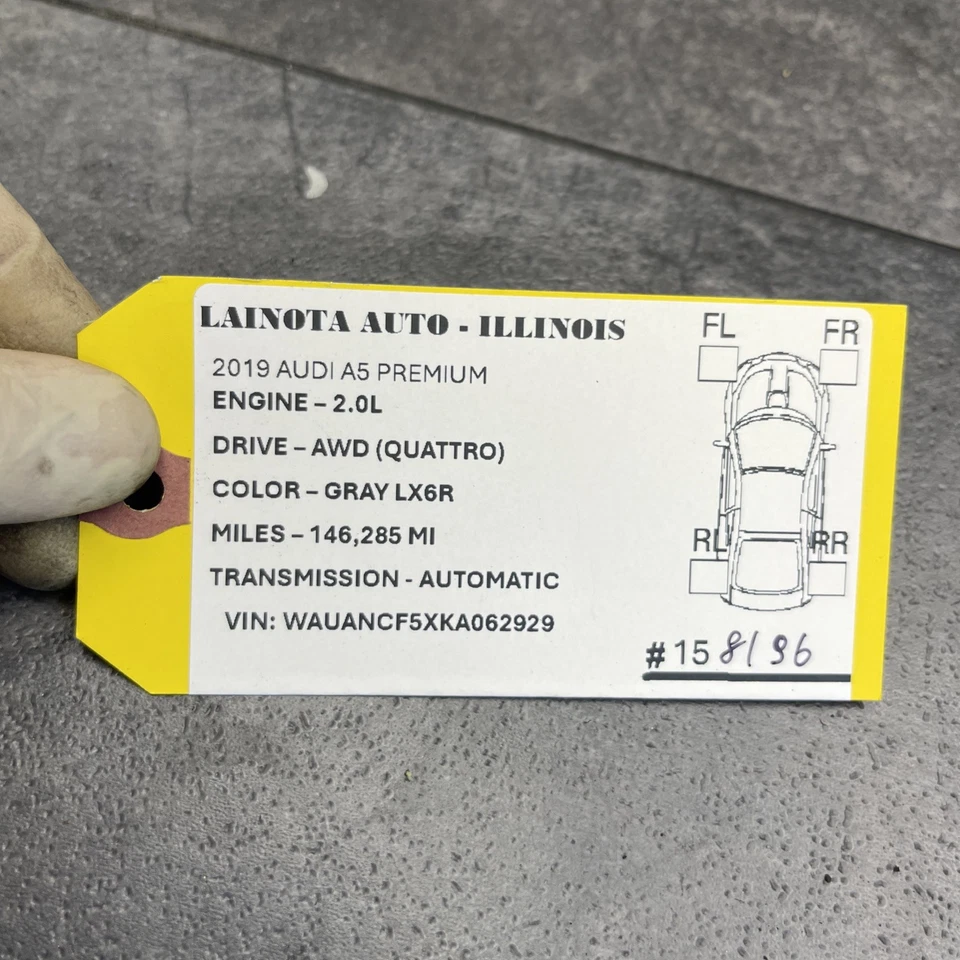 LAINOTA AUTO - ILLINOIS
2019 AUDI A5 PREMIUM
ENGINE – 2.0L
DRIVE – AWD (QUATTRO)
COLOR – GRAY LX6R
MILES – 146,285 MI
TRANSMISSION - AUTOMATIC
VIN: WAUANCF5XKA062929
FL FR
RL RR
#158196